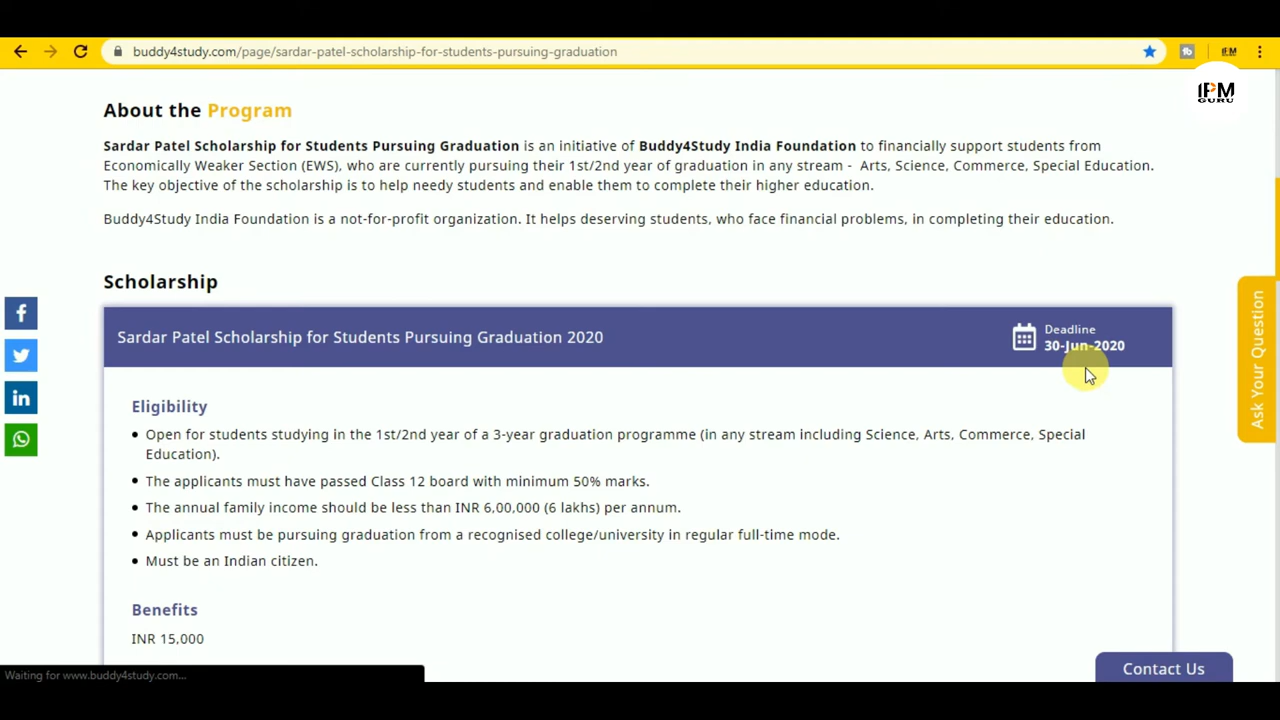 buddy4study.com/page/sardar-patel-scholarship-for-students-pursuing-graduation
IPM
IPM
GURU
About the Program
Sardar Patel Scholarship for Students Pursuing Graduation is an initiative of Buddy4Study India Foundation to financially support students from
Economically Weaker Section (EWS), who are currently pursuing their 1st/2nd year of graduation in any stream - Arts, Science, Commerce, Special Education.
The key objective of the scholarship is to help needy students and enable them to complete their higher education.
Buddy4Study India Foundation is a not-for-profit organization. It helps deserving students, who face financial problems, in completing their education.
Scholarship
Sardar Patel Scholarship for Students Pursuing Graduation 2020
Deadline
30-Jun-2020
Ask Your Question
Eligibility
Open for students studying in the 1st/2nd year of a 3-year graduation programme (in any stream including Science, Arts, Commerce, Special
Education).
The applicants must have passed Class 12 board with minimum 50% marks.
The annual family income should be less than INR 6,00,000 (6 lakhs) per annum.
Applicants must be pursuing graduation from a recognised college/university in regular full-time mode.
Must be an Indian citizen.
Benefits
INR 15,000
Waiting for www.buddy4study.com...
Contact Us